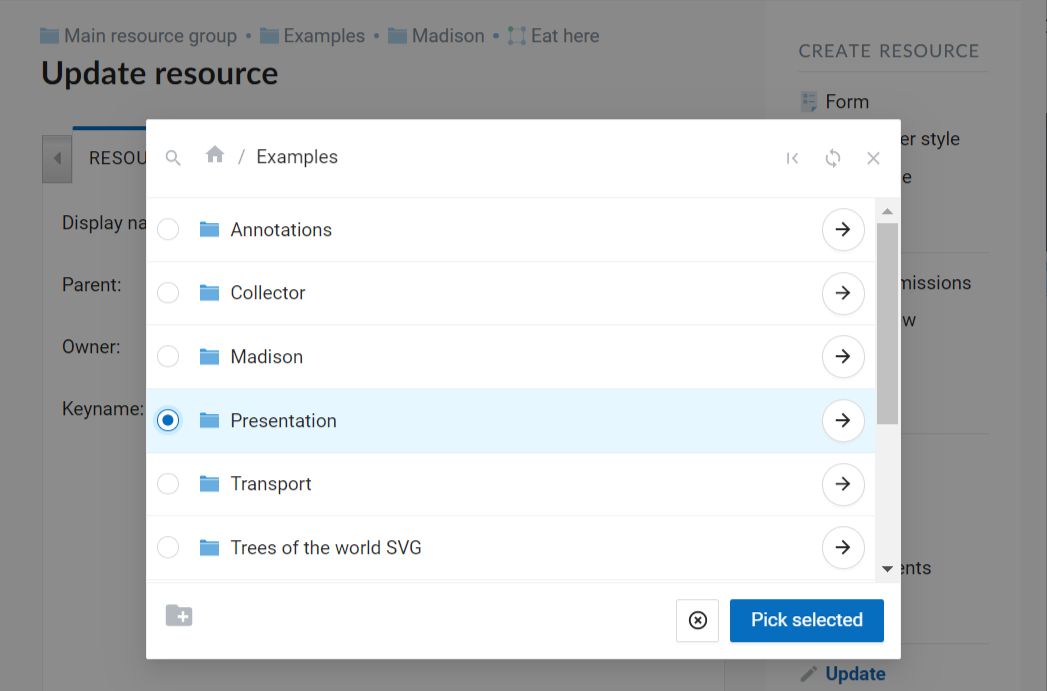 Main resource group • Examples • Madison • Eat here
Update resource
CREATE RESOURCE
Form
er style
e
RESOU
/ Examples
Display na
Annotations
Parent:
Collector
missions
w
Owner:
Madison
Keyname:
Presentation
Transport
Trees of the world SVG
ents
Pick selected
Update